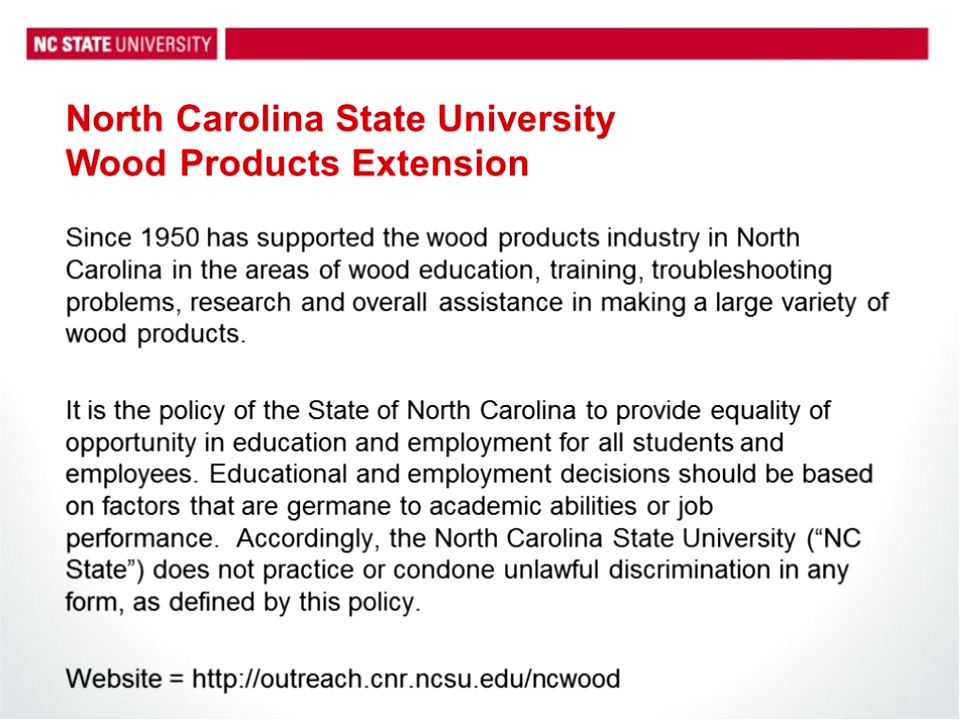 NC STATE UNIVERSITY
North Carolina State University
Wood Products Extension
Since 1950 has supported the wood products industry in North
Carolina in the areas of wood education, training, troubleshooting
problems, research and overall assistance in making a large variety of
wood products.
It is the policy of the State of North Carolina to provide equality of
opportunity in education and employment for all students and
employees. Educational and employment decisions should be based
on factors that are germane to academic abilities or job
performance.  Accordingly, the North Carolina State University (“NC
State”) does not practice or condone unlawful discrimination in any
form, as defined by this policy.
Website = http://outreach.cnr.ncsu.edu/ncwood